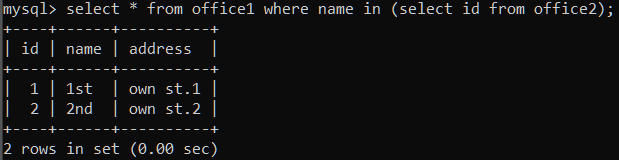 mysql> select * from office1 where name in (select id from office2);
+----+------+-----------+
| id | name | address   |
+----+------+-----------+
|  1 | 1st  | own st.1 |
|  2 | 2nd  | own st.2 |
+----+------+-----------+
2 rows in set (0.00 sec)